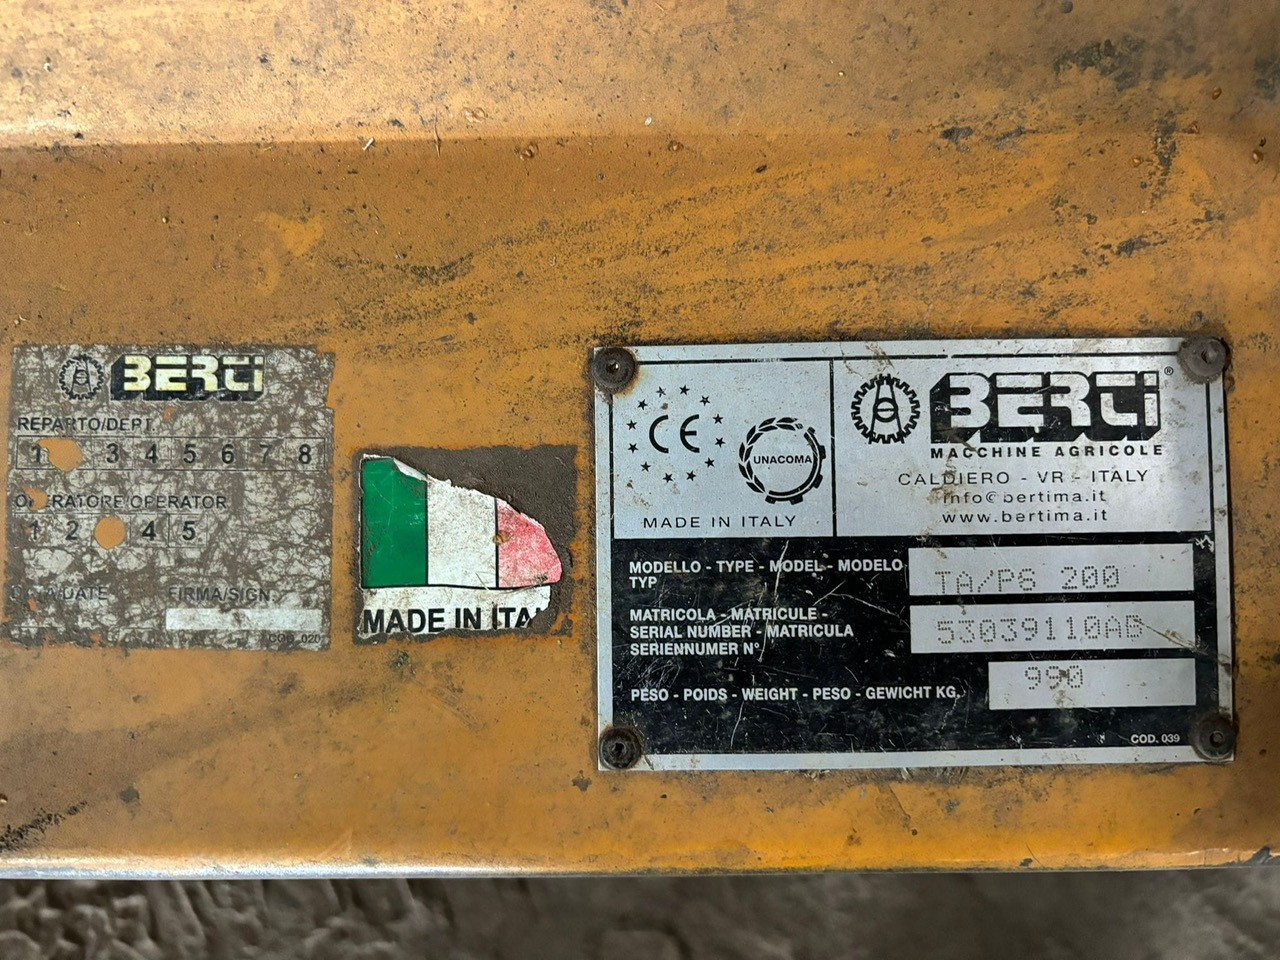 BERTI
REPARTO/DEPT.
1 3 4 5 6 7 8
OPERATORE/OPERATOR
1 2 4 5
DATA/DATE FIRMA/SIGN.
COD. 020
MADE IN ITA
CE
UNACOMA
MADE IN ITALY
BERTI®
MACCHINE AGRICOLE
CALDIERO - VR - ITALY
info@bertima.it
www.bertima.it
MODELLO - TYPE - MODEL - MODELO
TYP
TA/P6 200
MATRICOLA - MATRICULE -
SERIAL NUMBER - MATRICULA
SERIENNUMER N°
53039110AB
PESO - POIDS - WEIGHT - PESO - GEWICHT KG.
990
COD. 039